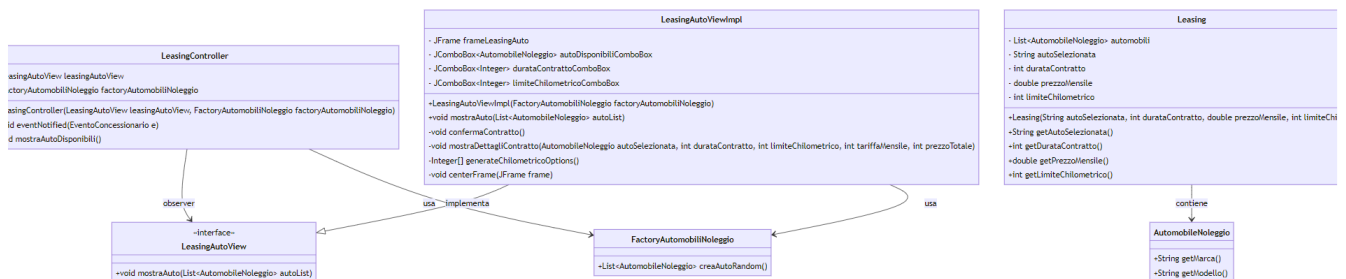 LeasingController
easingAutoView leasingAutoView
actoryAutomobiliNoleggio factoryAutomobiliNoleggio
easingController(LeasingAutoView leasingAutoView, FactoryAutomobiliNoleggio factoryAutomobiliNoleggio)
id eventNotified(EventoConcessionario e)
d mostraAutoDisponibili()
LeasingAutoViewImpl
- JFrame frameLeasingAuto
- JComboBox<AutomobileNoleggio> autoDisponibiliComboBox
- JComboBox<Integer> durataContrattoComboBox
- JComboBox<Integer> limiteChilometricoComboBox
+LeasingAutoViewImpl(FactoryAutomobiliNoleggio factoryAutomobiliNoleggio)
+void mostraAuto(List<AutomobileNoleggio> autoList)
-void confermaContratto()
-void mostraDettagliContratto(AutomobileNoleggio autoSelezionata, int durataContratto, int limiteChilometrico, int tariffaMensile, int prezzoTotale)
-Integer[] generateChilometricoOptions()
-void centerFrame(JFrame frame)
Leasing
- List<AutomobileNoleggio> automobili
- String autoSelezionata
- int durataContratto
- double prezzoMensile
- int limiteChilometrico
+Leasing(String autoSelezionata, int durataContratto, double prezzoMensile, int limiteChi
+String getAutoSelezionata()
+int getDurataContratto()
+double getPrezzoMensile()
+int getLimiteChilometrico()
observer
usa
implementa
usa
contiene
«interface»
LeasingAutoView
+void mostraAuto(List<AutomobileNoleggio> autoList)
FactoryAutomobiliNoleggio
+List<AutomobileNoleggio> creaAutoRandom()
AutomobileNoleggio
+String getMarca()
+String getModello()